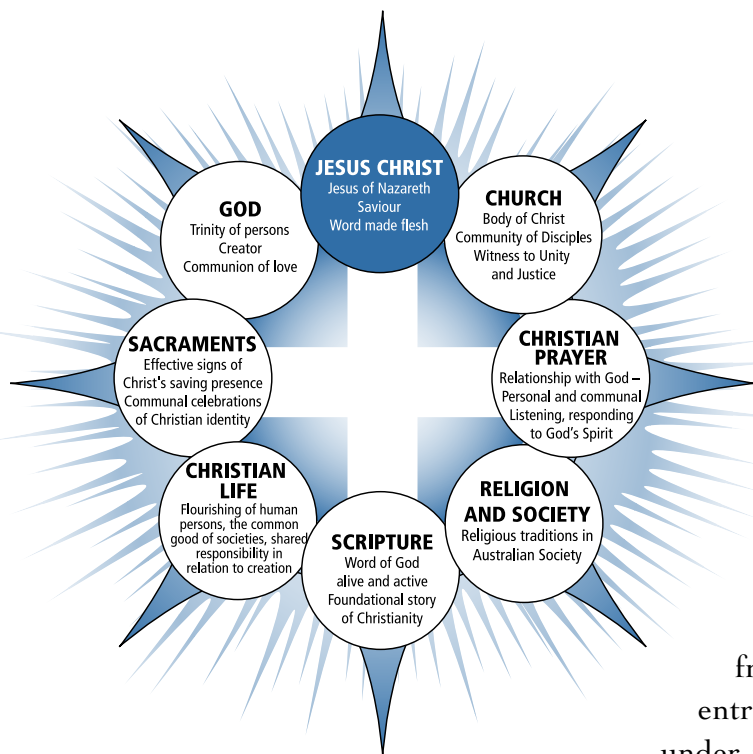 JESUS CHRIST
Jesus of Nazareth
Saviour
Word made flesh
CHURCH
Body of Christ
Community of Disciples
Witness to Unity
and Justice
CHRISTIAN
PRAYER
Relationship with God –
Personal and communal
Listening, responding
to God's Spirit
RELIGION
AND SOCIETY
Religious traditions in
Australian Society
SCRIPTURE
Word of God
alive and active
Foundational story
of Christianity
CHRISTIAN
LIFE
Flourishing of human
persons, the common
good of societies, shared
responsibility in
relation to creation
SACRAMENTS
Effective signs of
Christ's saving presence
Communal celebrations
of Christian identity
GOD
Trinity of persons
Creator
Communion of love